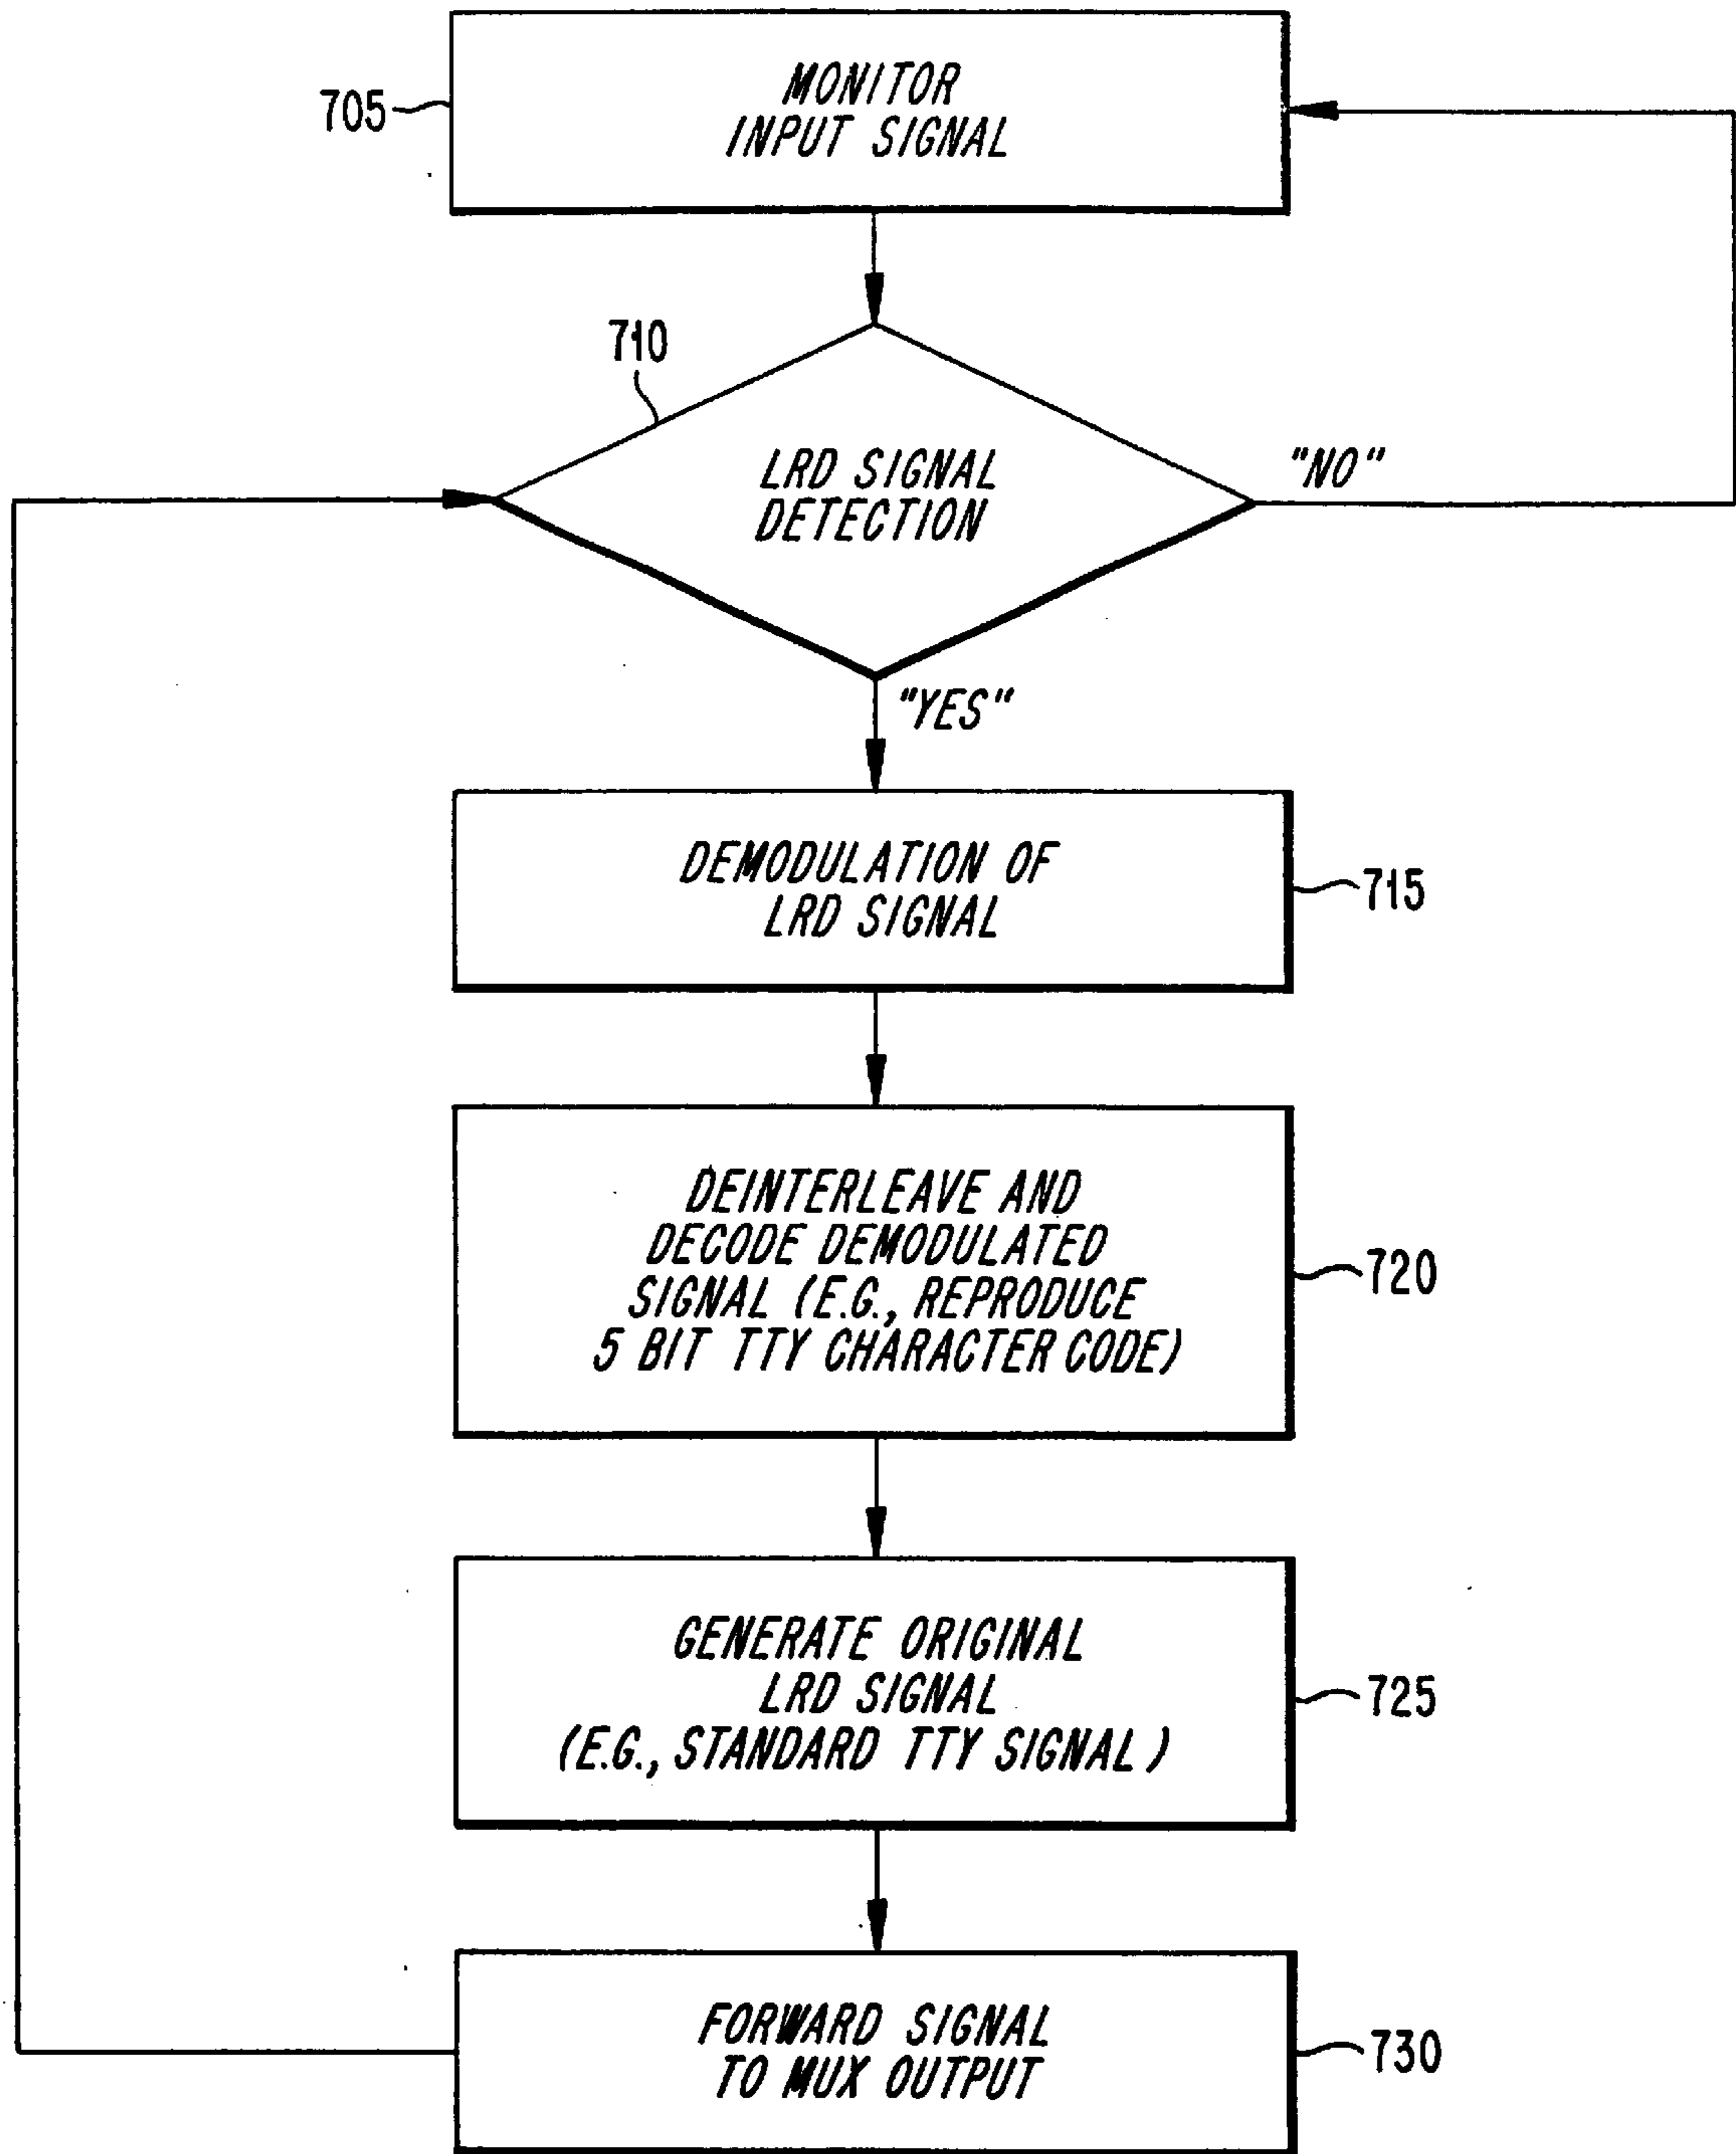 MONITOR
INPUT SIGNAL
705
710
LRD SIGNAL
DETECTION
"NO"
"YES"
DEMODULATION OF
LRD SIGNAL
715
DEINTERLEAVE AND
DECODE DEMODULATED
SIGNAL (E.G., REPRODUCE
5 BIT TTY CHARACTER CODE)
720
GENERATE ORIGINAL
LRD SIGNAL
(E.G., STANDARD TTY SIGNAL)
725
FORWARD SIGNAL
TO MUX OUTPUT
730